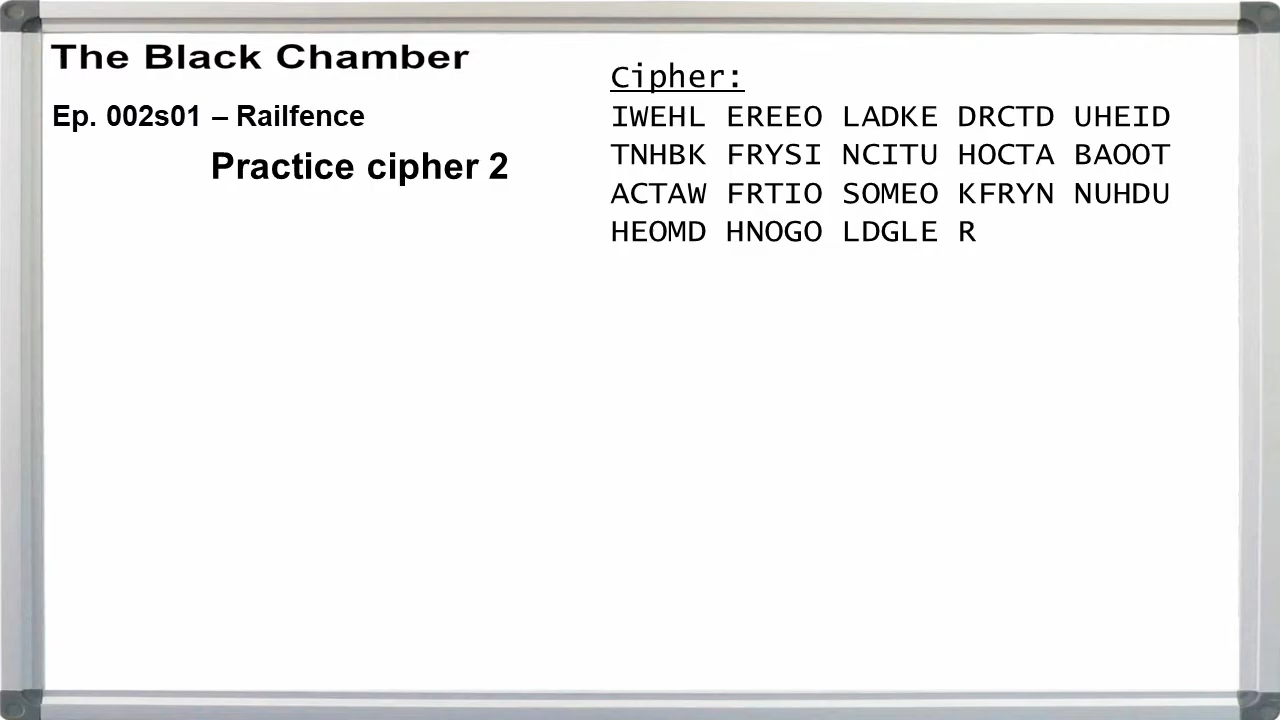 The Black Chamber
Ep. 002s01 – Railfence
Practice cipher 2
Cipher:
IWEHL EREEO LADKE DRCTD UHEID
TNHBK FRYSI NCITU HOCTA BAOOT
ACTAW FRTIO SOMEO KFRYN NUHDU
HEOMD HNOGO LDGLE R